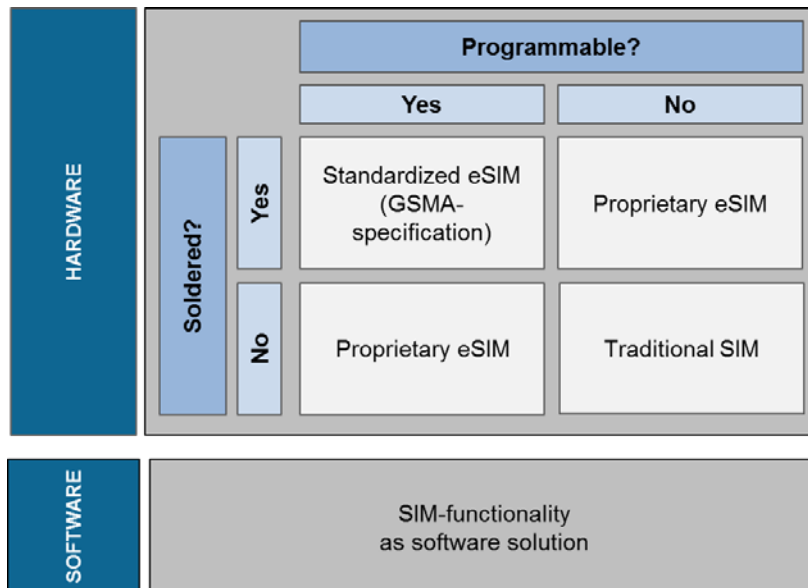 HARDWARE
Programmable?
Yes
No
Soldered?
Yes
Standardized eSIM
(GSMA-
specification)
Proprietary eSIM
No
Proprietary eSIM
Traditional SIM
SOFTWARE
SIM-functionality
as software solution